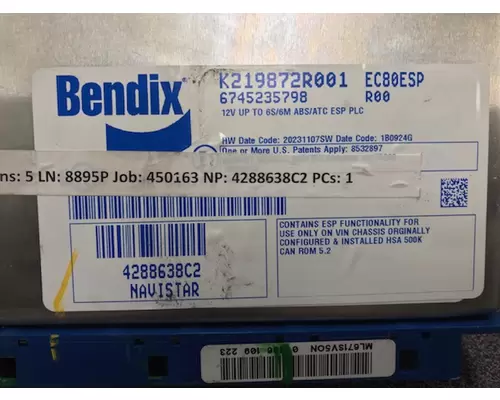 Bendix
K219872R001 EC80ESP
6745235798 R00
12V UP TO 6S/6M ABS/ATC ESP PLC
HW Date Code: 20231107SW Date Code: 1B0924G
One or More U.S. Patents Apply: 8532897
ns: 5 LN: 8895P Job: 450163 NP: 4288638C2 PCs: 1
CONTAINS ESP FUNCTIONALITY FOR
USE ONLY ON VIN CHASSIS ORGINALLY
CONFIGURED & INSTALLED HSA 500K
CAN ROM 5.2
4288638C2
NAVISTAR
ML671SV5ON
109 223